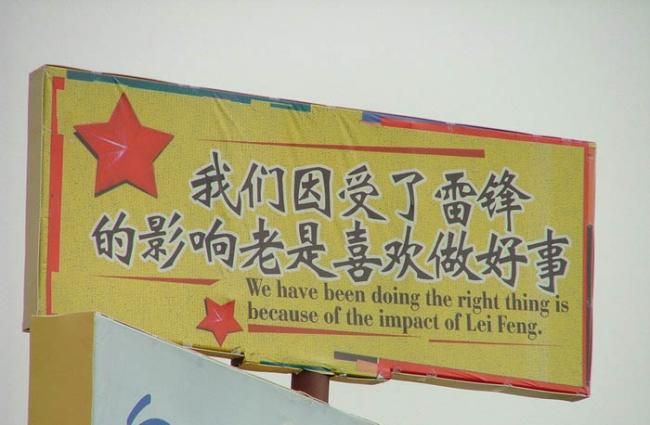 我们因受了雷锋
的影响老是喜欢做好事
We have been doing the right thing is
because of the impact of Lei Feng.